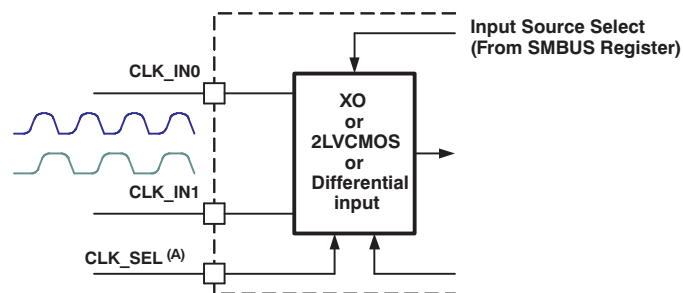 Input Source Select
(From SMBUS Register)
CLK_IN0
XO
or
2LVCMOS
or
Differential
input
CLK_IN1
CLK_SEL (A)